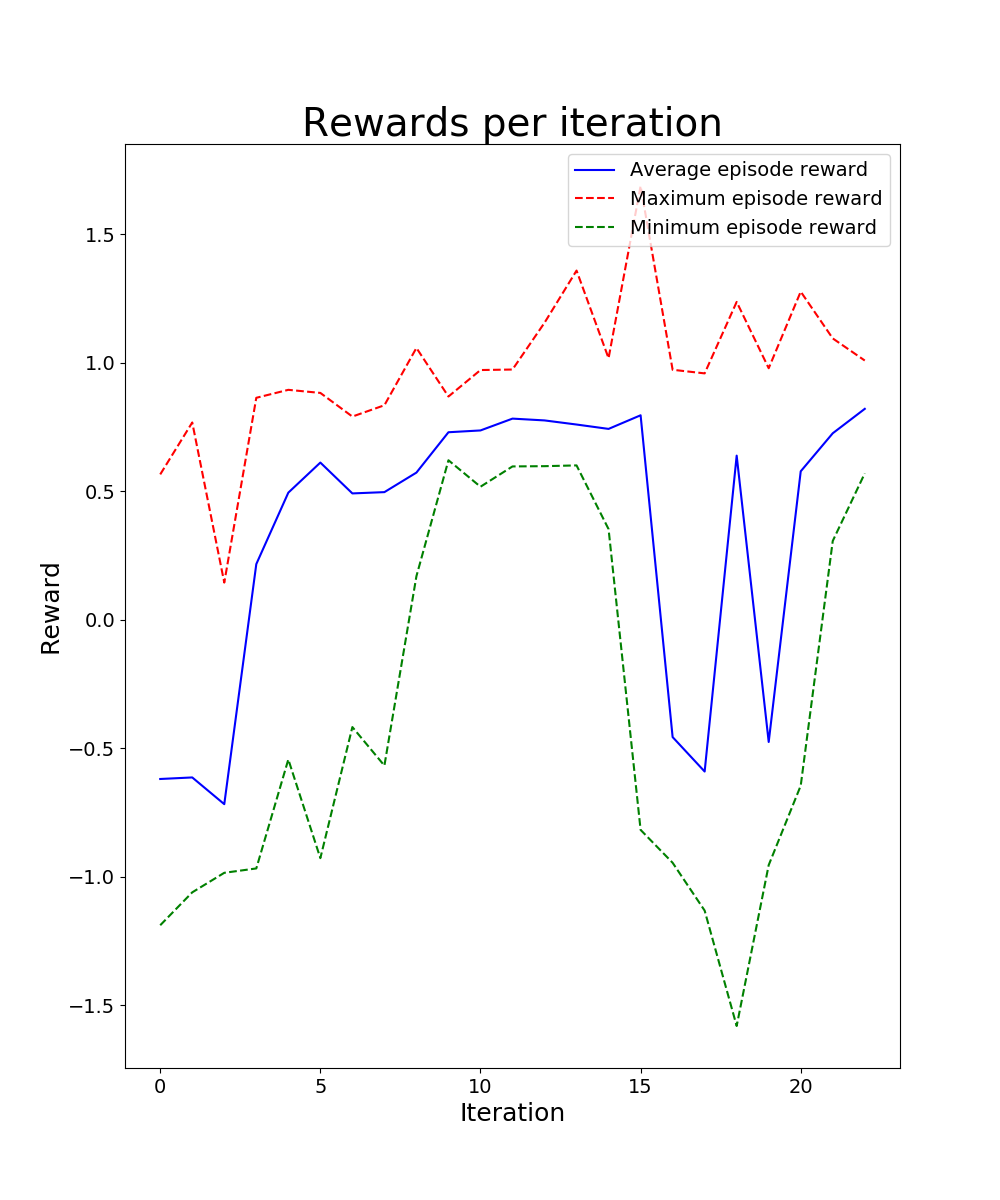 Rewards per iteration
Average episode reward
Maximum episode reward
Minimum episode reward
1.5
1.0
0.5
0.0
−0.5
−1.0
−1.5
Reward
0 5 10 15 20
Iteration